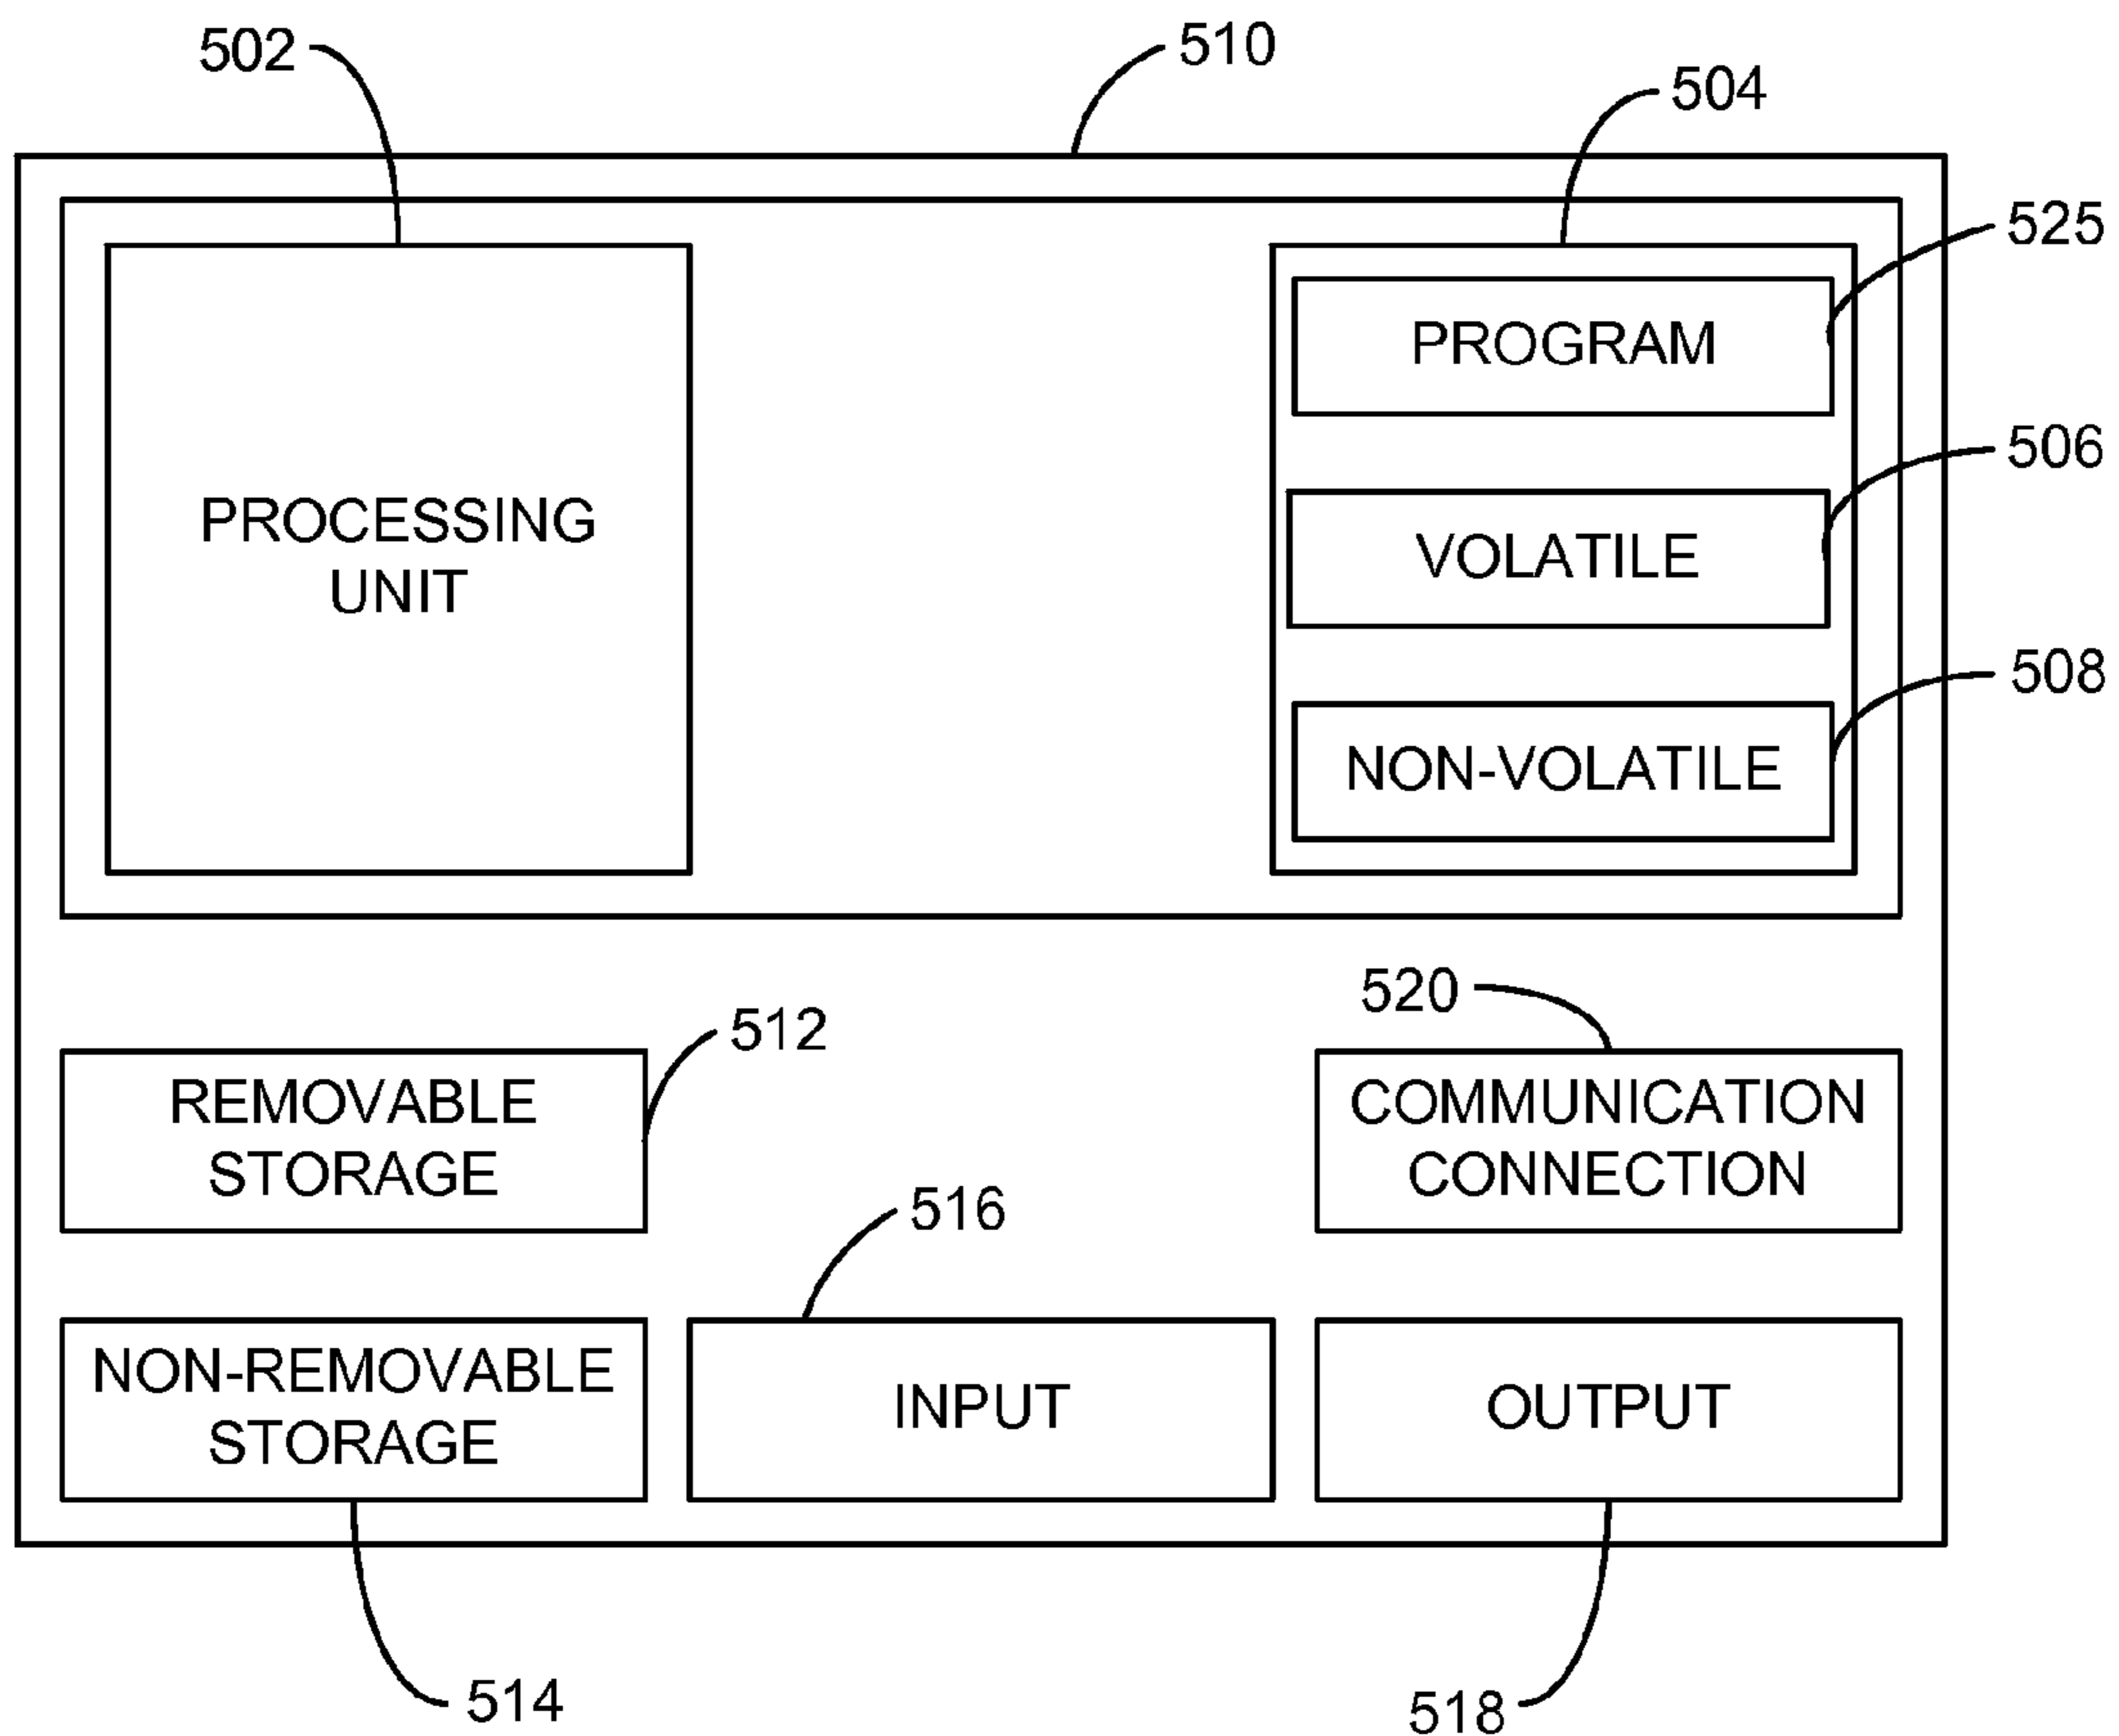 502
510
504
525
PROGRAM
506
PROCESSING
UNIT
VOLATILE
508
NON-VOLATILE
520
512
REMOVABLE
STORAGE
COMMUNICATION
CONNECTION
516
NON-REMOVABLE
STORAGE
INPUT
OUTPUT
514
518